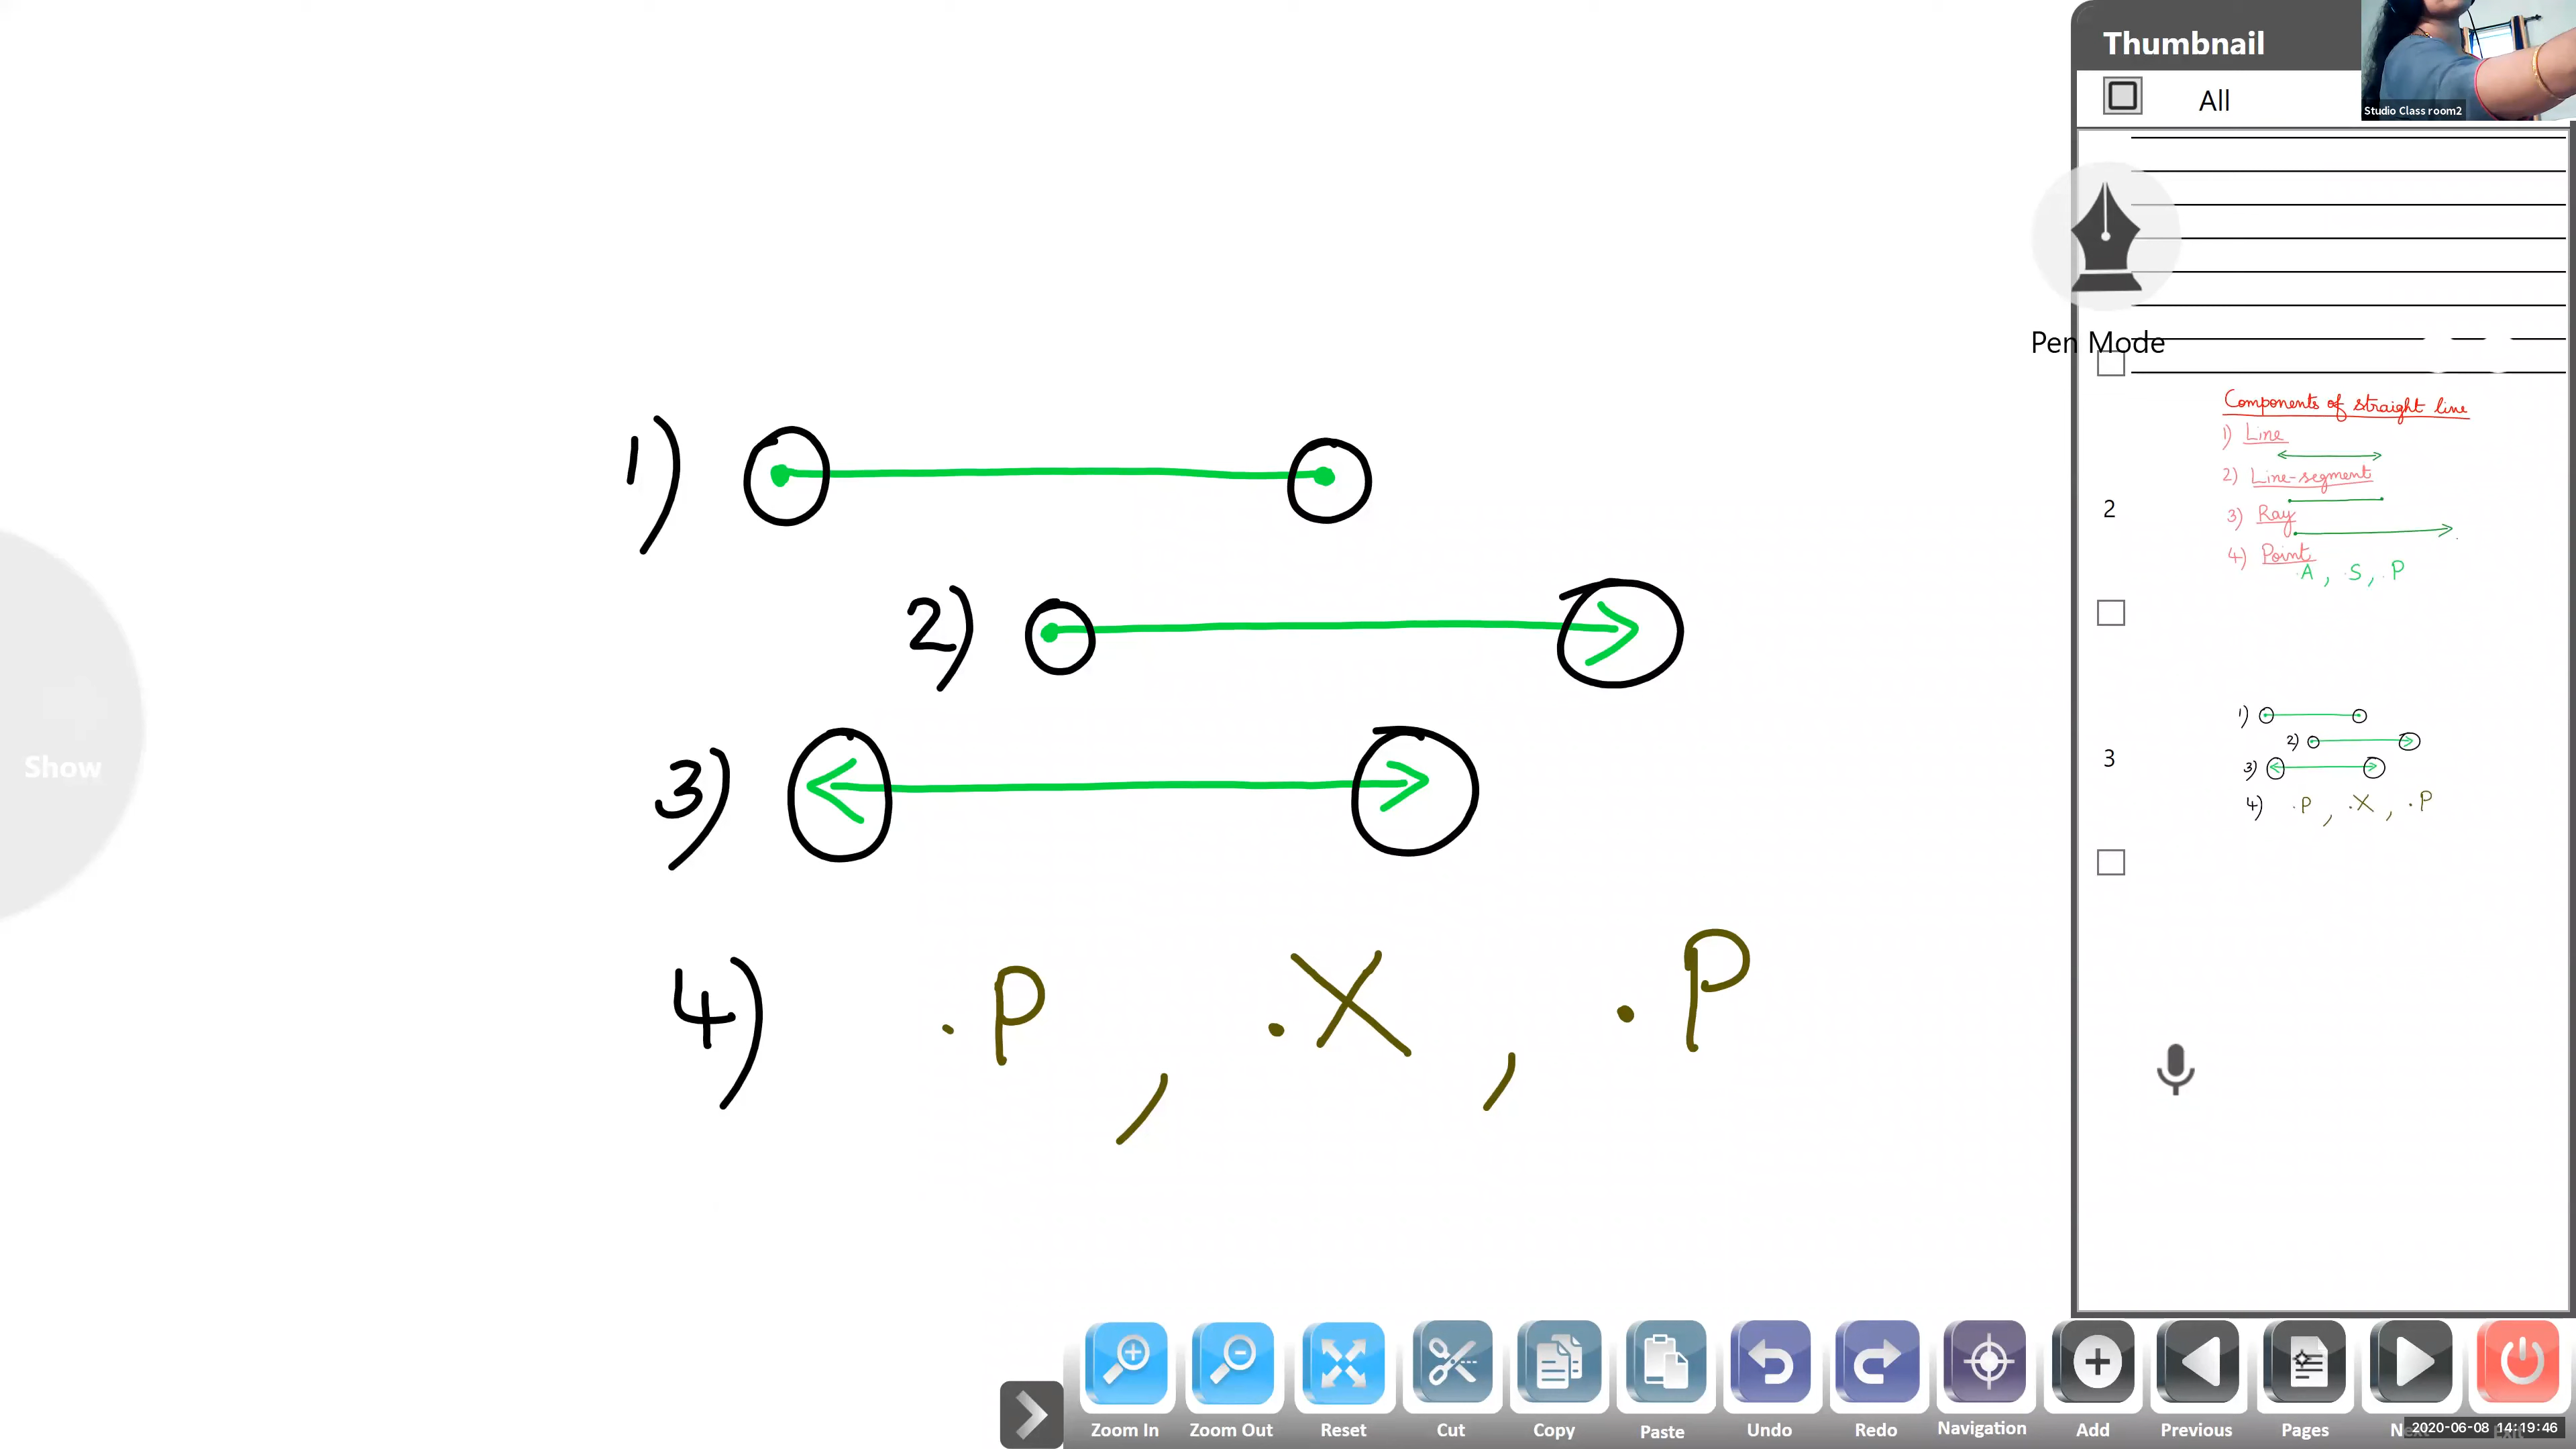 Thumbnail
All
Studio Class room2
Pen Mode
Components of straight line
1) Line
2) Line-segment
2
3) Ray
4) Point
.A , .S, .P
1)
2)
3)
3
4) .P , .X , .P
1)
2)
3)
4) .P , .X , .P
Show
Zoom In Zoom Out Reset Cut Copy Paste Undo Redo Navigation Add Previous Pages
2020-06-08 14:19:46